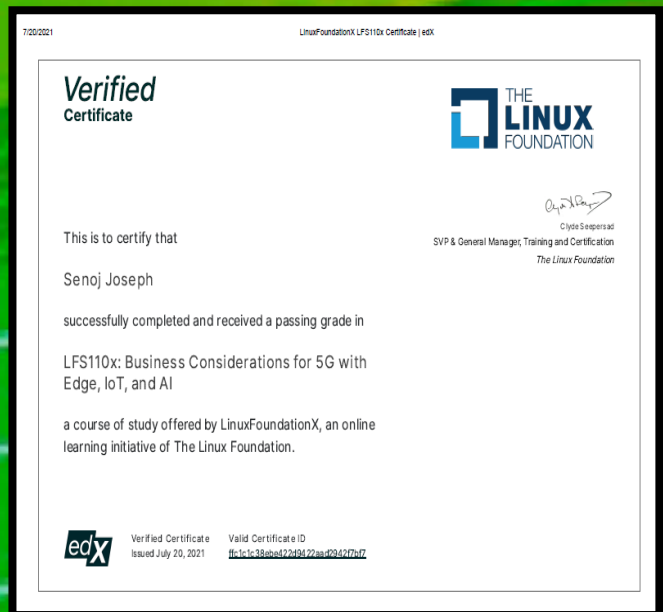 7/20/2021
LinuxFoundationX LFS110x Certificate | edX
Verified
Certificate
THE
LINUX
FOUNDATION
Clyde Seepersad
SVP & General Manager, Training and Certification
The Linux Foundation
This is to certify that
Senoj Joseph
successfully completed and received a passing grade in
LFS110x: Business Considerations for 5G with
Edge, IoT, and AI
a course of study offered by LinuxFoundationX, an online
learning initiative of The Linux Foundation.
edX
Verified Certificate
Issued July 20, 2021
Valid Certificate ID
ffc1c1c38ebe422d9422aad2942f7bf7